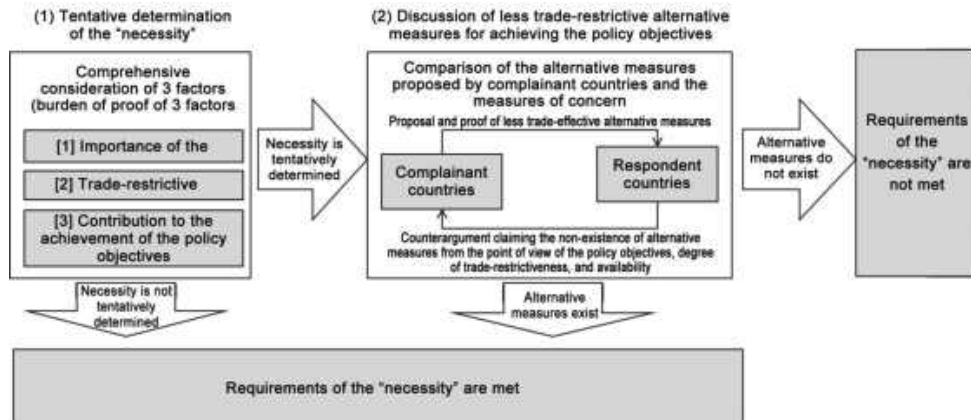 (1) Tentative determination
of the “necessity”
Comprehensive
consideration of 3 factors
(burden of proof of 3 factors
[1] Importance of the
[2] Trade-restrictive
[3] Contribution to the
achievement of the policy
objectives
Necessity is
tentatively
determined
(2) Discussion of less trade-restrictive alternative
measures for achieving the policy objectives
Comparison of the alternative measures
proposed by complainant countries and the
measures of concern
Proposal and proof of less trade-effective alternative measures
Complainant
countries
Respondent
countries
Counterargument claiming the non-existence of alternative
measures from the point of view of the policy objectives, degree
of trade-restrictiveness, and availability
Alternative
measures do
not exist
Requirements
of the
“necessity” are
not met
Necessity is not
tentatively
determined
Alternative
measures exist
Requirements of the “necessity” are met